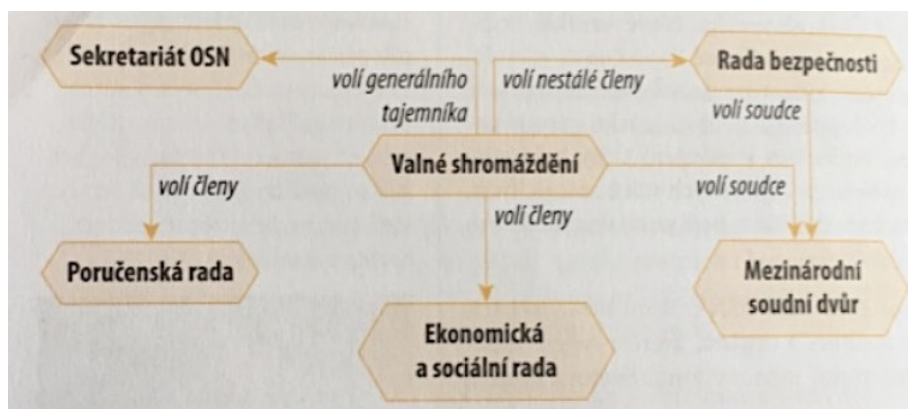 Sekretariát OSN
volí generálního
tajemníka
volí nestálé členy
Rada bezpečnosti
volí soudce
Valné shromáždění
volí členy
volí členy
volí soudce
Poručenská rada
Ekonomická
a sociální rada
Mezinárodní
soudní dvůr